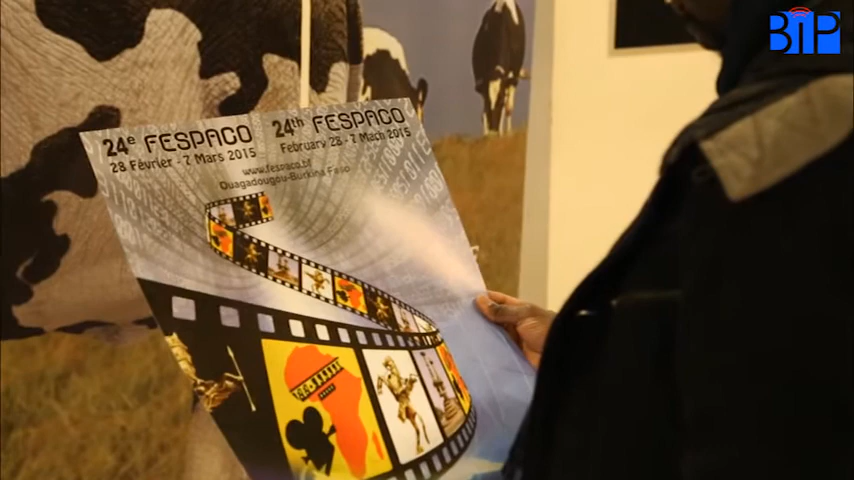 BIP
24e FESPACO
28 Février - 7 Mars 2015
24th FESPACO
February 28 - 7 Mach 2015
www.fespaco.bf
Ouagadougou-Burkina Faso